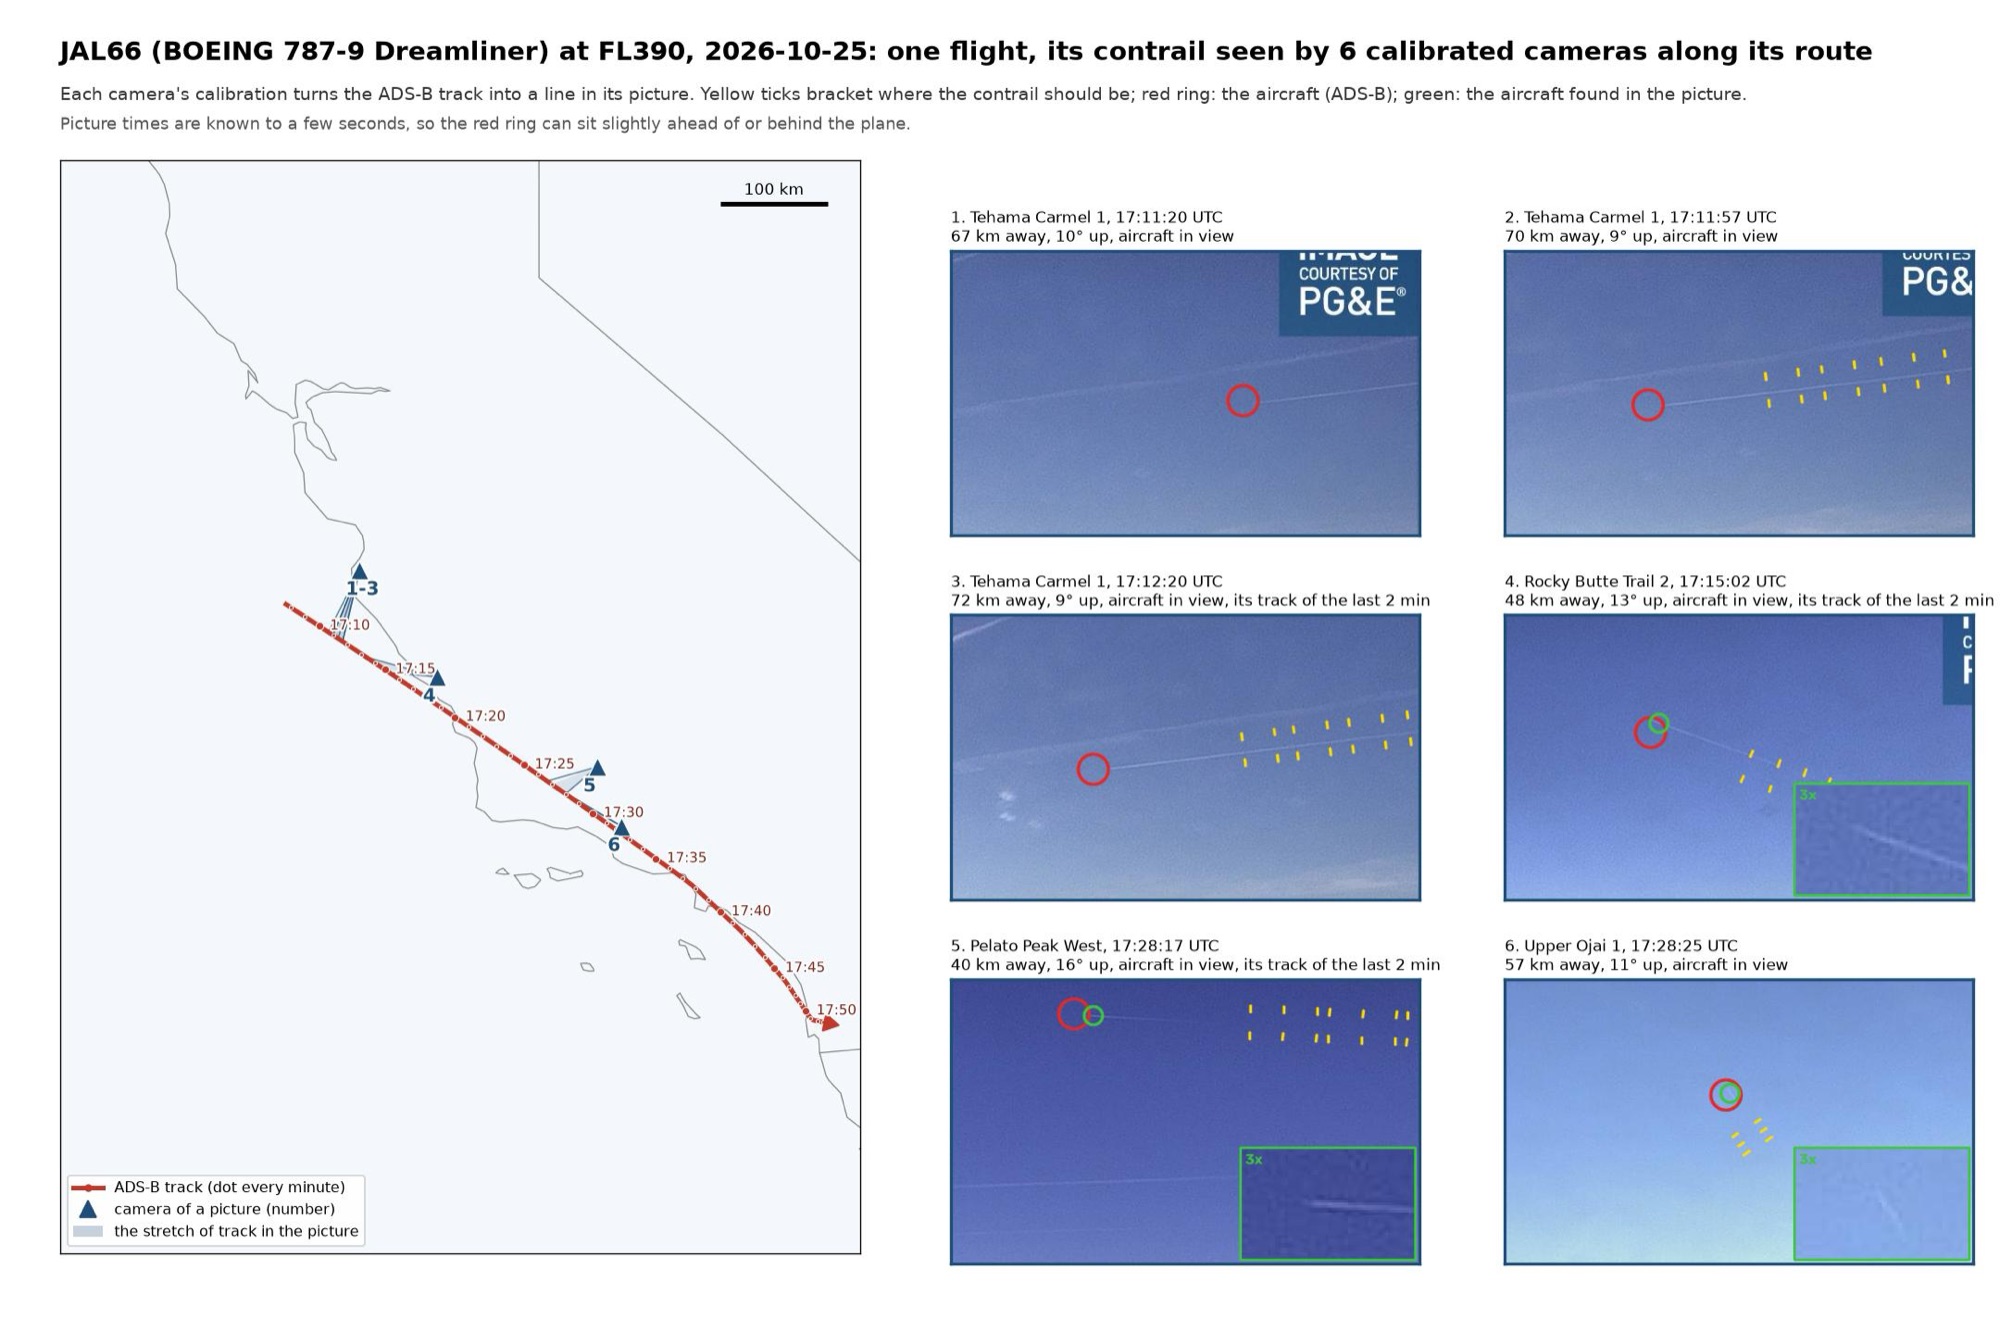 JAL66 (BOEING 787-9 Dreamliner) at FL390, 2026-10-25: one flight, its contrail seen by 6 calibrated cameras along its route
Each camera's calibration turns the ADS-B track into a line in its picture. Yellow ticks bracket where the contrail should be; red ring: the aircraft (ADS-B); green: the aircraft found in the picture.
Picture times are known to a few seconds, so the red ring can sit slightly ahead of or behind the plane.
100 km
1-3
17:10
17:15
4
17:20
17:25
5
17:30
6
17:35
17:40
17:45
17:50
ADS-B track (dot every minute)
camera of a picture (number)
the stretch of track in the picture
1. Tehama Carmel 1, 17:11:20 UTC
67 km away, 10° up, aircraft in view
IMAGE
COURTESY OF
PG&E®
2. Tehama Carmel 1, 17:11:57 UTC
70 km away, 9° up, aircraft in view
COURTES
PG&
3. Tehama Carmel 1, 17:12:20 UTC
72 km away, 9° up, aircraft in view, its track of the last 2 min
4. Rocky Butte Trail 2, 17:15:02 UTC
48 km away, 13° up, aircraft in view, its track of the last 2 min
C
3x
5. Pelato Peak West, 17:28:17 UTC
40 km away, 16° up, aircraft in view, its track of the last 2 min
3x
6. Upper Ojai 1, 17:28:25 UTC
57 km away, 11° up, aircraft in view
3x